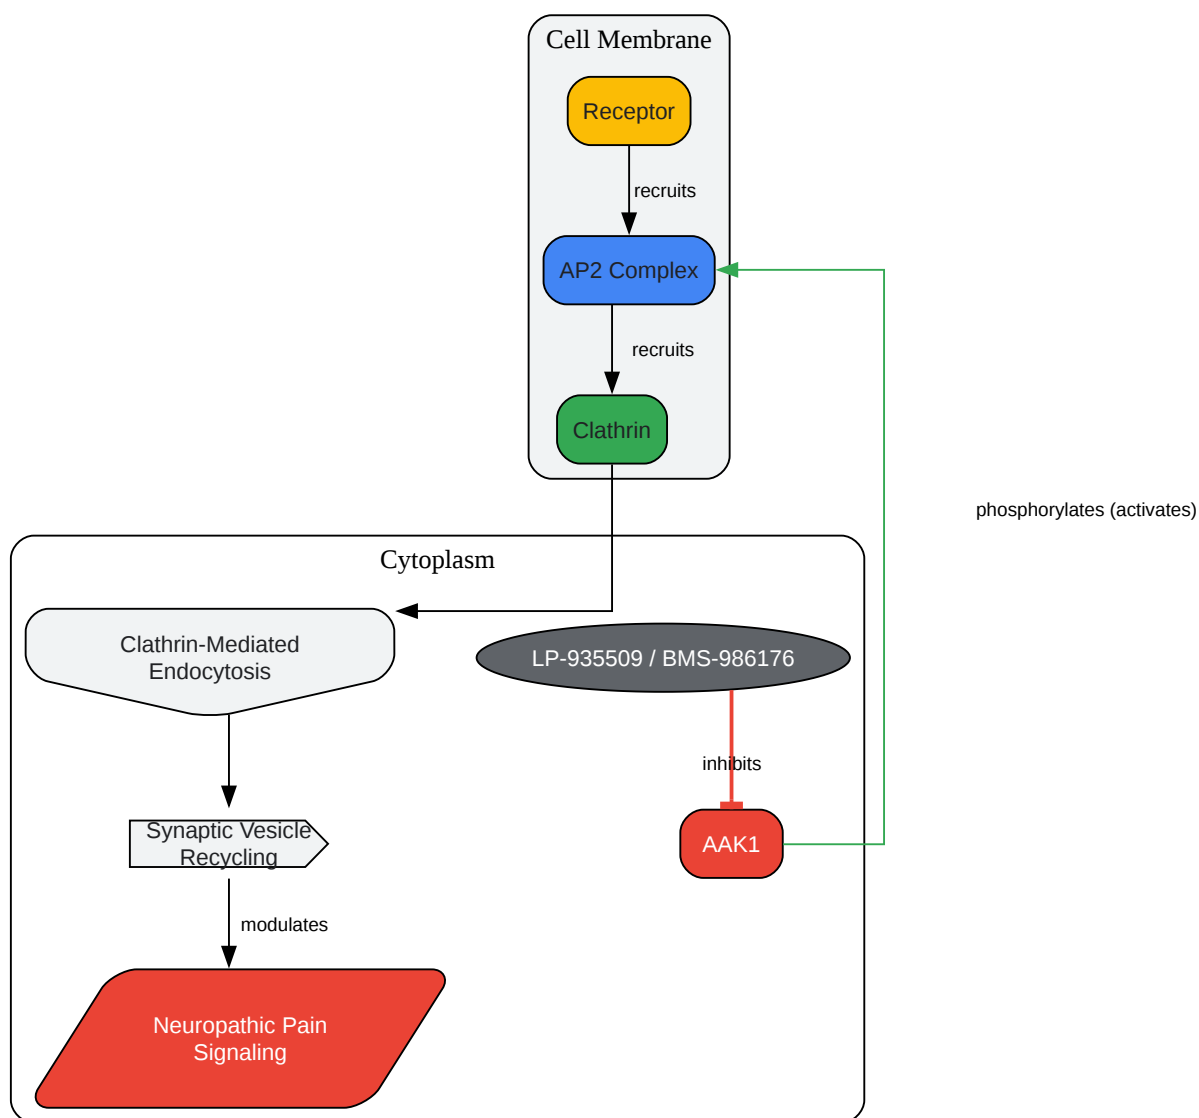 Cell Membrane
Receptor
recruits
AP2 Complex
recruits
Clathrin
phosphorylates (activates)
Cytoplasm
Clathrin-Mediated
Endocytosis
LP-935509 / BMS-986176
inhibits
Synaptic Vesicle
Recycling
AAK1
modulates
Neuropathic Pain
Signaling